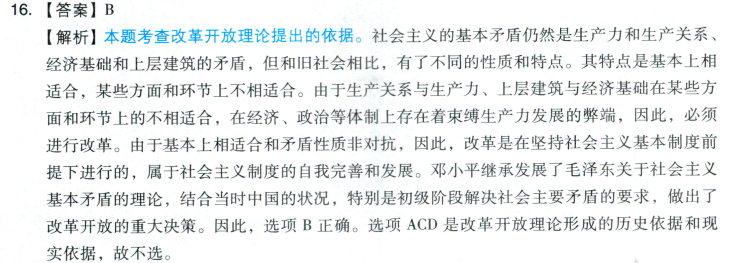 16. 【答案】B
【解析】本题考查改革开放理论提出的依据。社会主义的基本矛盾仍然是生产力和生产关系、
经济基础和上层建筑的矛盾，但和旧社会相比，有了不同的性质和特点。其特点是基本上相
适合，某些方面和环节上不相适合。由于生产关系与生产力、上层建筑与经济基础在某些方
面和环节上的不相适合，在经济、政治等体制上存在着束缚生产力发展的弊端，因此，必须
进行改革。由于基本上相适合和矛盾性质非对抗，因此，改革是在坚持社会主义基本制度前
提下进行的，属于社会主义制度的自我完善和发展。邓小平继承发展了毛泽东关于社会主义
基本矛盾的理论，结合当时中国的状况，特别是初级阶段解决社会主要矛盾的要求，做出了
改革开放的重大决策。因此，选项 B 正确。选项 ACD 是改革开放理论形成的历史依据和现
实依据，故不选。